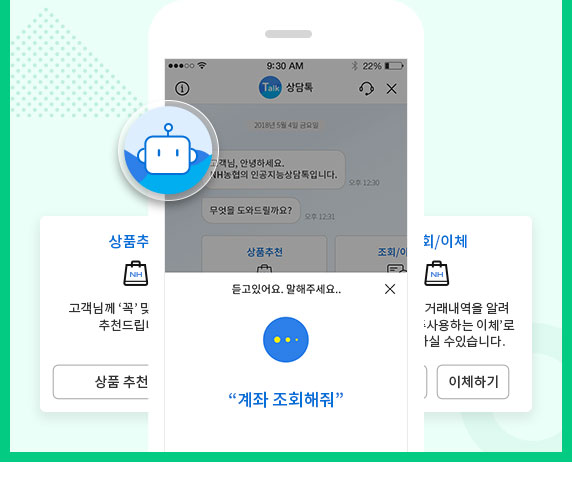 9:30 AM
22%
Talk 상담톡
2018년 5월 4일 금요일
고객님, 안녕하세요.
NH농협의 인공지능상담톡입니다.
오후 12:30
무엇을 도와드릴까요?
오후 12:31
상품추천
조회/이
듣고있어요. 말해주세요..
“계좌 조회해줘”
상품추
NH
고객님께 ‘꼭’ 맞
추천드립니
상품 추천
회/이체
NH
거래내역을 알려
사용하는 이체’로
하실 수있습니다.
이체하기